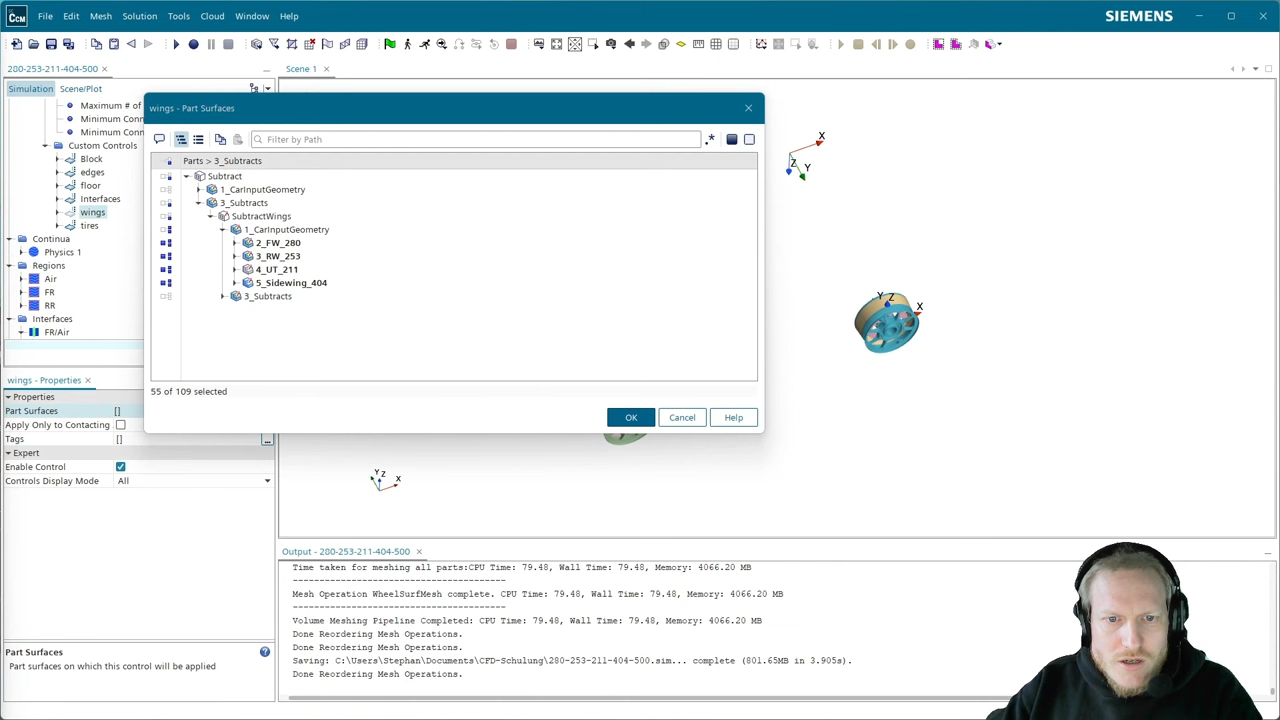 CCM File Edit Mesh Solution Tools Cloud Window Help SIEMENS
280-253-211-404-500 Scene 1
Simulation Scene/Plot
Maximum # of
Minimum Conn
Minimum Conn
Custom Controls
Block
edges
floor
Interfaces
wings
tires
Continua
Physics 1
Regions
Air
FR
RR
Interfaces
FR/Air
wings - Part Surfaces
Filter by Path
Parts > 3_Subtracts
Subtract
1_CarInputGeometry
3_Subtracts
SubtractWings
1_CarInputGeometry
2_FW_280
3_RW_253
4_UT_211
5_Sidewing_404
3_Subtracts
55 of 109 selected
OK Cancel Help
X
Z Y
Y Z X
Y Z X
wings - Properties
Properties
Part Surfaces []
Apply Only to Contacting
Tags []
Expert
Enable Control
Controls Display Mode All
Part Surfaces
Part surfaces on which this control will be applied
Output - 280-253-211-404-500
Time taken for meshing all parts:CPU Time: 79.48, Wall Time: 79.48, Memory: 4066.20 MB
----------------------------------------
Mesh Operation WheelSurfMesh complete. CPU Time: 79.48, Wall Time: 79.48, Memory: 4066.20 MB
----------------------------------------
Volume Meshing Pipeline Completed: CPU Time: 79.48, Wall Time: 79.48, Memory: 4066.20 MB
Done Reordering Mesh Operations.
Done Reordering Mesh Operations.
Saving: C:\Users\Stephan\Documents\CFD-Schulung\280-253-211-404-500.sim... complete (801.65MB in 3.905s).
Done Reordering Mesh Operations.